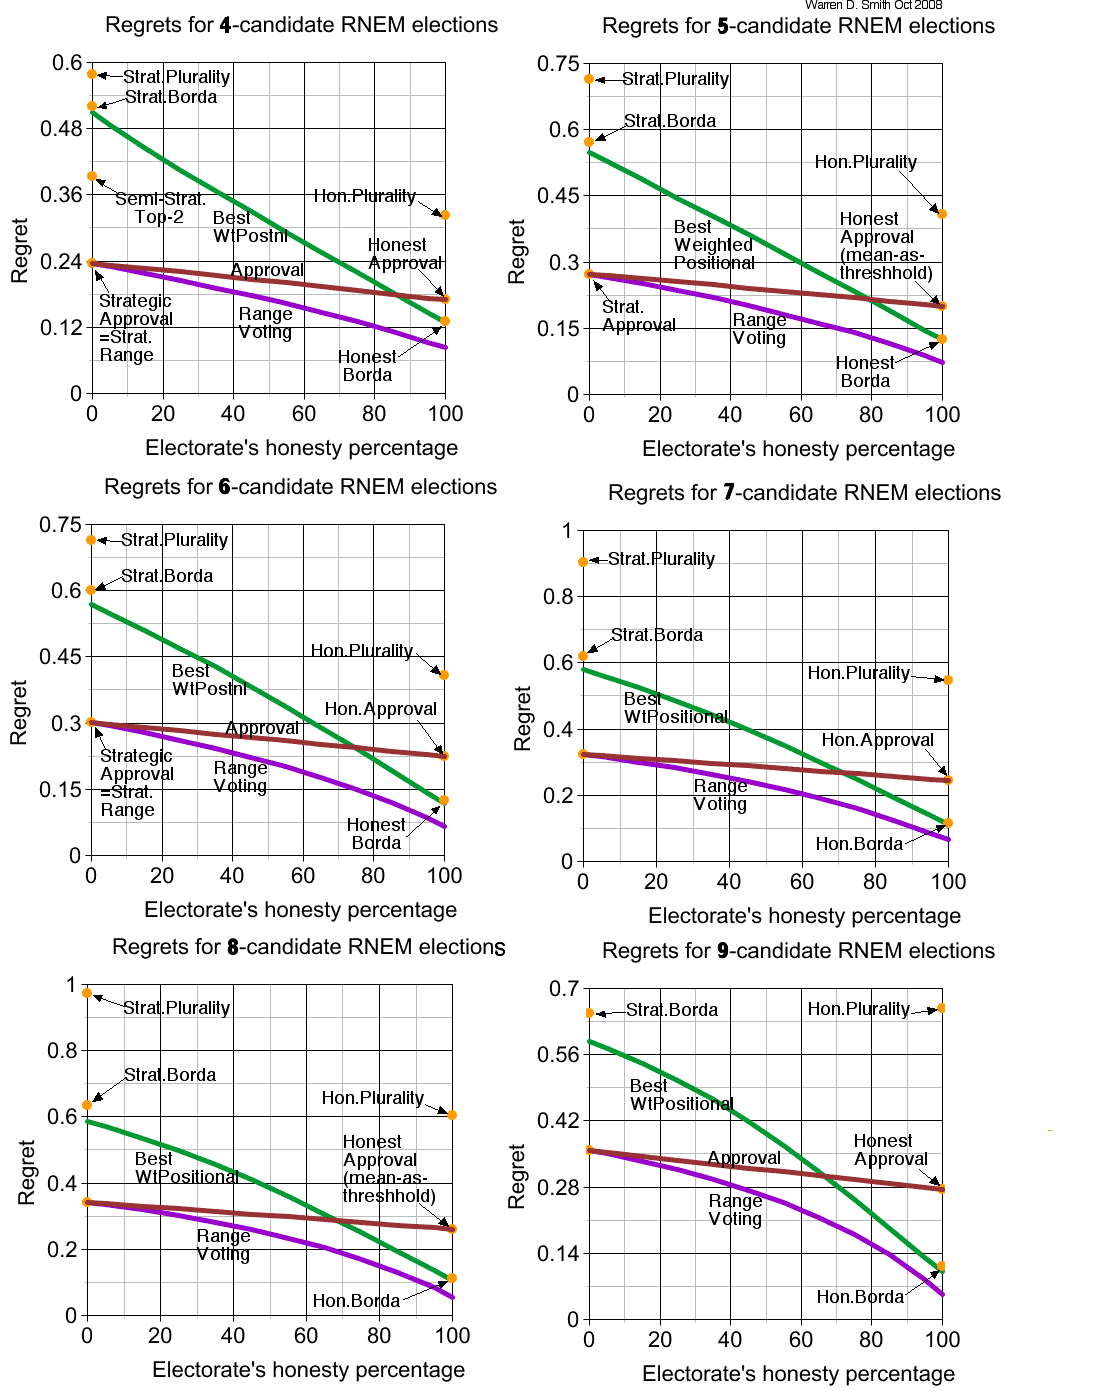 Warren D. Smith Oct 2008
Regrets for 4-candidate RNEM elections
0.6
0.48
0.36
0.24
0.12
0
Regret
Strat.Plurality
Strat.Borda
Semi-Strat.
Top-2
Best
WtPostnl
Hon.Plurality
Honest
Approval
Approval
Strategic
Approval
=Strat.
Range
Range
Voting
Honest
Borda
0 20 40 60 80 100
Electorate's honesty percentage
Regrets for 5-candidate RNEM elections
0.75
0.6
0.45
0.3
0.15
0
Regret
Strat.Plurality
Strat.Borda
Hon.Plurality
Best
Weighted
Positional
Honest
Approval
(mean-as-
threshhold)
Strat.
Approval
Range
Voting
Honest
Borda
0 20 40 60 80 100
Electorate's honesty percentage
Regrets for 6-candidate RNEM elections
0.75
0.6
0.45
0.3
0.15
0
Regret
Strat.Plurality
Strat.Borda
Hon.Plurality
Best
WtPostnl
Hon.Approval
Approval
Strategic
Approval
=Strat.
Range
Range
Voting
Honest
Borda
0 20 40 60 80 100
Electorate's honesty percentage
Regrets for 7-candidate RNEM elections
1
0.8
0.6
0.4
0.2
0
Regret
Strat.Plurality
Strat.Borda
Hon.Plurality
Best
WtPositional
Hon.Approval
Range
Voting
Hon.Borda
0 20 40 60 80 100
Electorate's honesty percentage
Regrets for 8-candidate RNEM elections
1
0.8
0.6
0.4
0.2
0
Regret
Strat.Plurality
Strat.Borda
Hon.Plurality
Best
WtPositional
Honest
Approval
(mean-as-
threshhold)
Range
Voting
Hon.Borda
0 20 40 60 80 100
Electorate's honesty percentage
Regrets for 9-candidate RNEM elections
0.7
0.56
0.42
0.28
0.14
0
Regret
Strat.Borda
Hon.Plurality
Best
WtPositional
Approval
Honest
Approval
Range
Voting
Hon.Borda
0 20 40 60 80 100
Electorate's honesty percentage